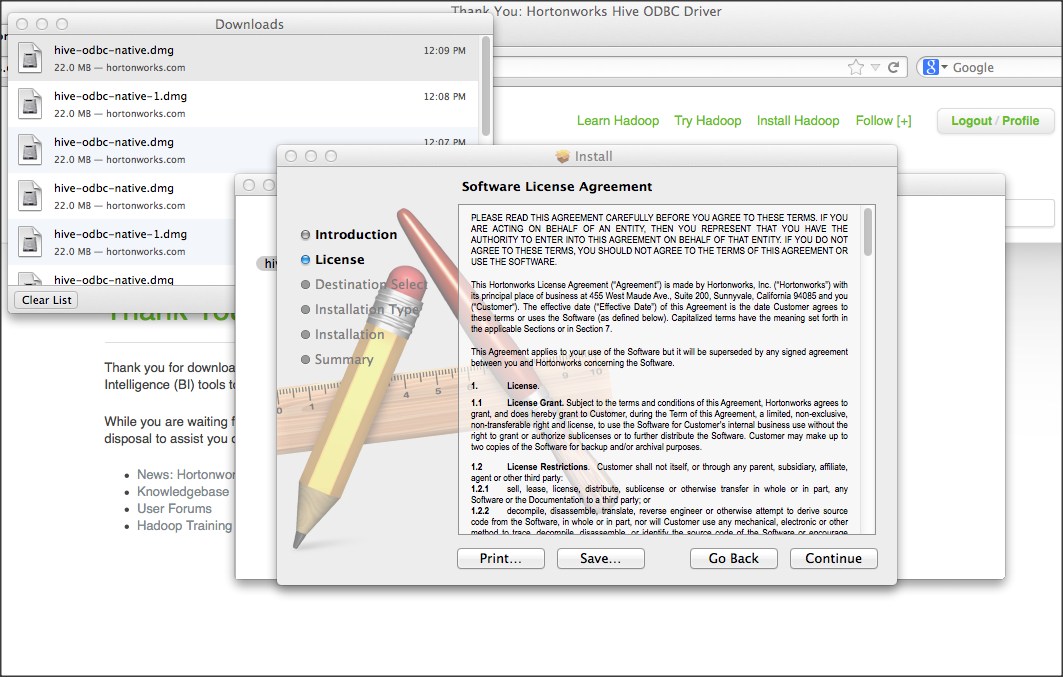 Thank You: Hortonworks Hive ODBC Driver
Google
Learn Hadoop Try Hadoop Install Hadoop Follow [+] Logout / Profile
Downloads
hive-odbc-native.dmg 12:09 PM
22.0 MB — hortonworks.com
hive-odbc-native-1.dmg 12:08 PM
22.0 MB — hortonworks.com
hive-odbc-native.dmg 12:07 PM
22.0 MB — hortonworks.com
hive-odbc-native.dmg
22.0 MB — hortonworks.com
hive-odbc-native-1.dmg
22.0 MB — hortonworks.com
hive-odbc-native.dmg
Clear List
Thank You
Thank you for downloa
Intelligence (BI) tools to
While you are waiting f
disposal to assist you
News: Hortonwor
Knowledgebase
User Forums
Hadoop Training
hiv
Install
Software License Agreement
Introduction
License
Destination Select
Installation Type
Installation
Summary
PLEASE READ THIS AGREEMENT CAREFULLY BEFORE YOU AGREE TO THESE TERMS. IF YOU
ARE ACTING ON BEHALF OF AN ENTITY, THEN YOU REPRESENT THAT YOU HAVE THE
AUTHORITY TO ENTER INTO THIS AGREEMENT ON BEHALF OF THAT ENTITY. IF YOU DO NOT
AGREE TO THESE TERMS, YOU SHOULD NOT AGREE TO THE TERMS OF THIS AGREEMENT OR
USE THE SOFTWARE.
This Hortonworks License Agreement ("Agreement") is made by Hortonworks, Inc. ("Hortonworks") with
its principal place of business at 455 West Maude Ave., Suite 200, Sunnyvale, California 94085 and you
("Customer"). The effective date ("Effective Date") of this Agreement is the date Customer agrees to
these terms or uses the Software (as defined below). Capitalized terms have the meaning set forth in
the applicable Sections or in Section 7.
This Agreement applies to your use of the Software but it will be superseded by any signed agreement
between you and Hortonworks concerning the Software.
1. License.
1.1 License Grant. Subject to the terms and conditions of this Agreement, Hortonworks agrees to
grant, and does hereby grant to Customer, during the Term of this Agreement, a limited, non-exclusive,
non-transferable right and license, to use the Software for Customer's internal business use without the
right to grant or authorize sublicenses or to further distribute the Software. Customer may make up to
two copies of the Software for backup and/or archival purposes.
1.2 License Restrictions. Customer shall not itself, or through any parent, subsidiary, affiliate,
agent or other third party:
1.2.1 sell, lease, license, distribute, sublicense or otherwise transfer in whole or in part, any
Software or the Documentation to a third party; or
1.2.2 decompile, disassemble, translate, reverse engineer or otherwise attempt to derive source
code from the Software, in whole or in part, nor will Customer use any mechanical, electronic or other
method to trace, decompile, disassemble, or identify the source code of the Software or encourage
Print... Save... Go Back Continue